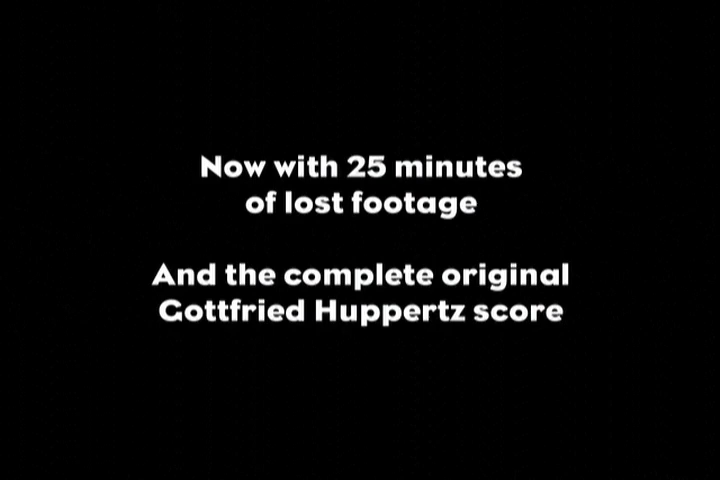 Now with 25 minutes
of lost footage
And the complete original
Gottfried Huppertz score